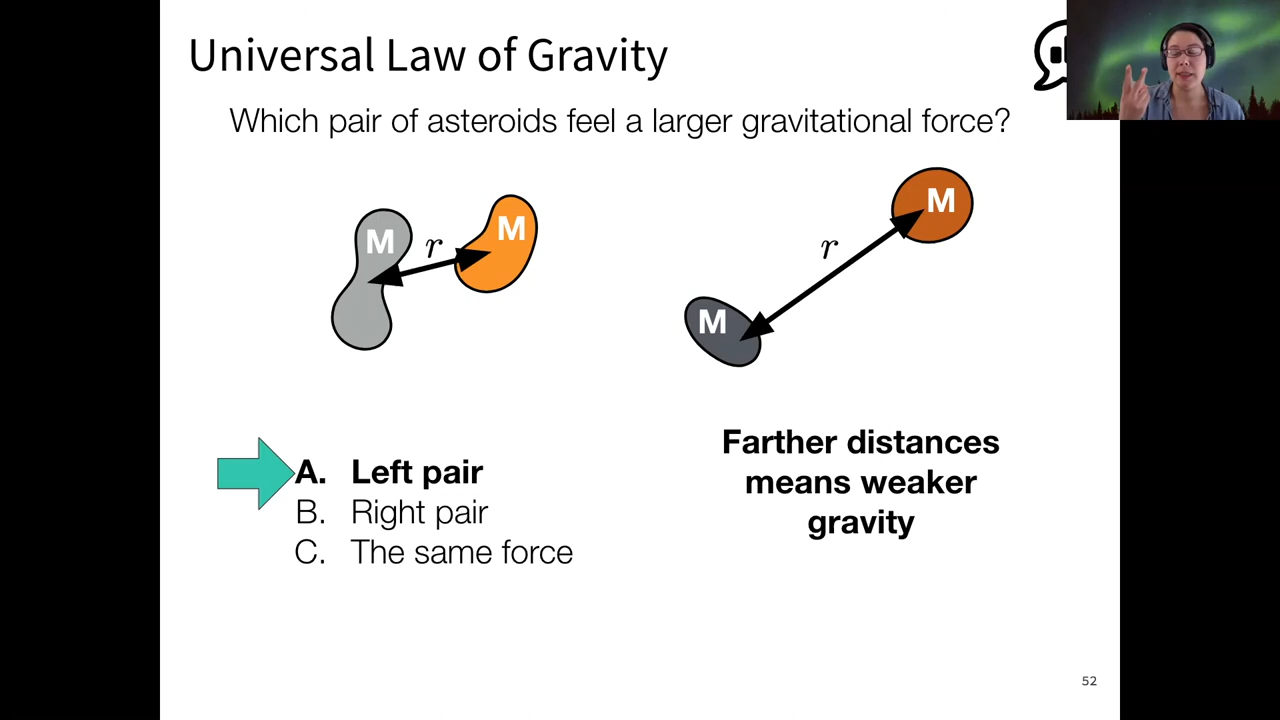 Universal Law of Gravity
Which pair of asteroids feel a larger gravitational force?
M
r
M
M
r
M
A. Left pair
B. Right pair
C. The same force
Farther distances
means weaker
gravity
52